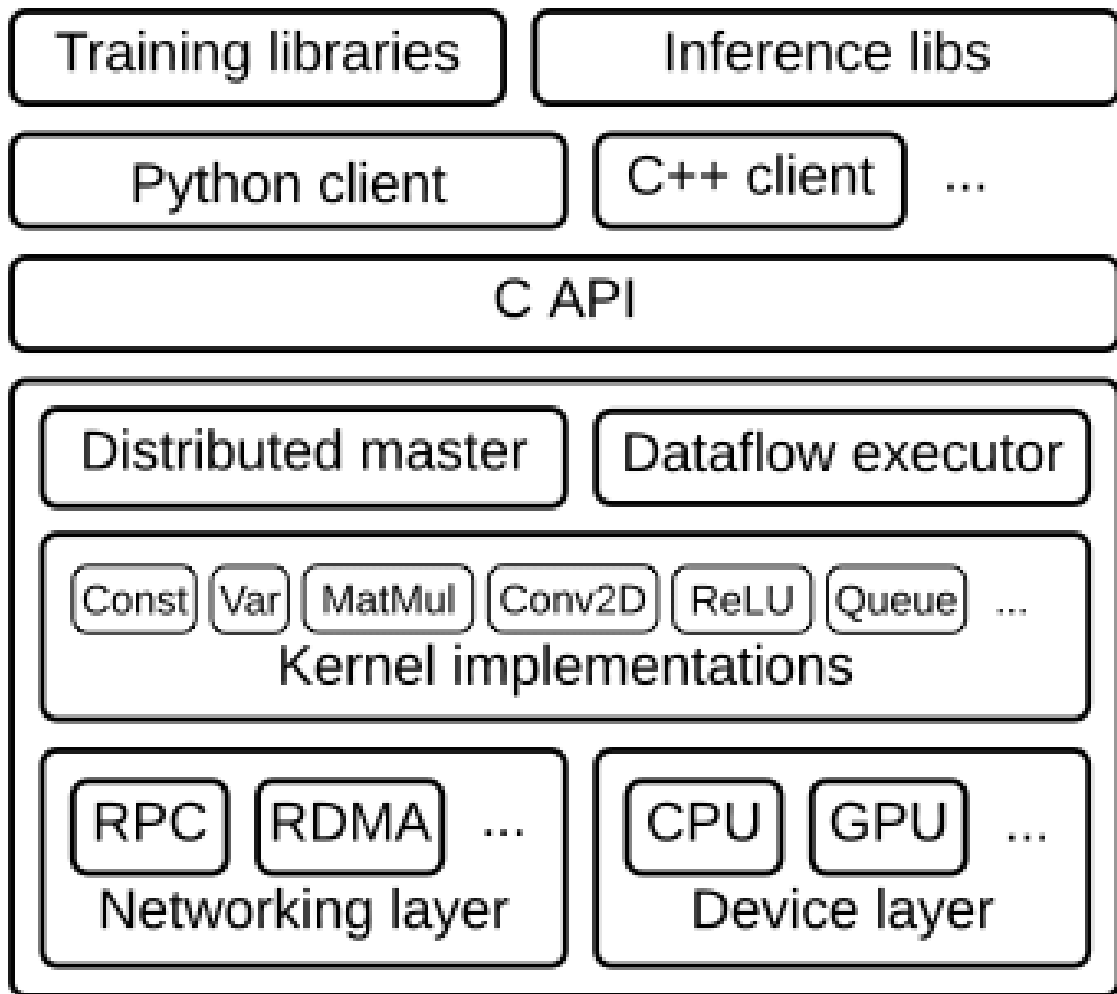 Training libraries Inference libs
Python client C++ client ...
C API
Distributed master Dataflow executor
Const Var MatMul Conv2D ReLU Queue ...
Kernel implementations
RPC RDMA ... CPU GPU ...
Networking layer Device layer